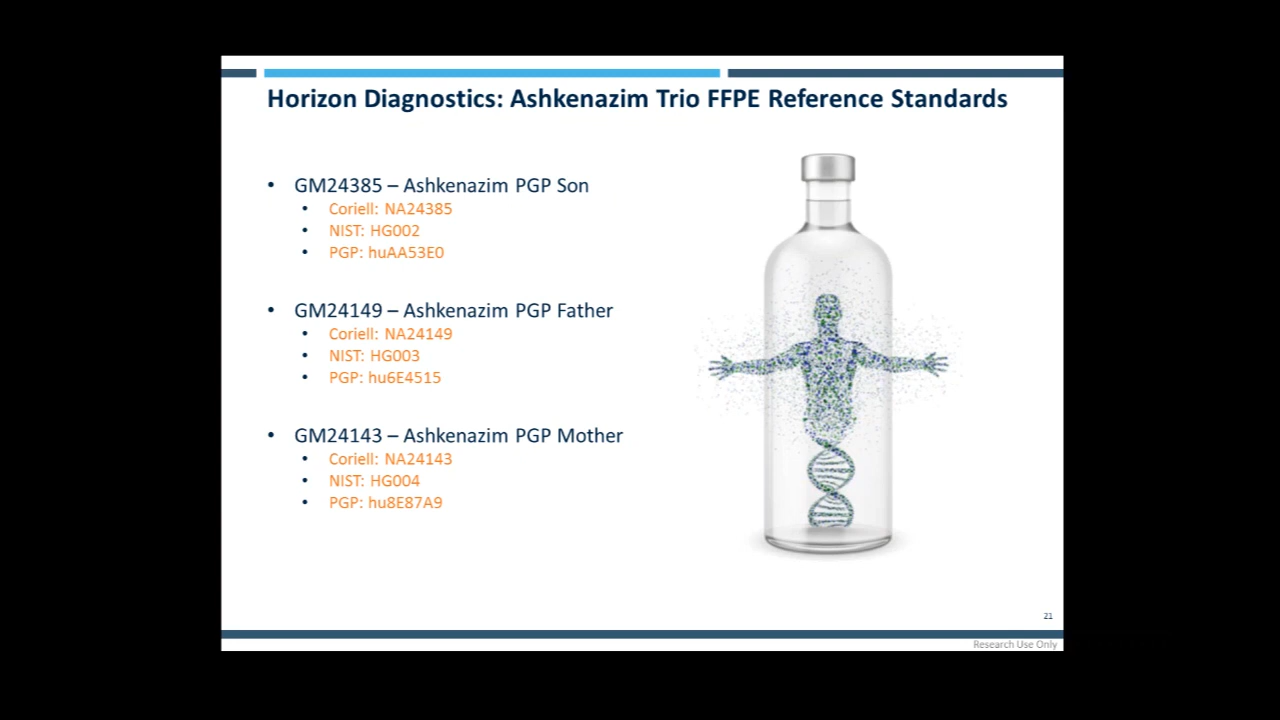 Horizon Diagnostics: Ashkenazim Trio FFPE Reference Standards
• GM24385 – Ashkenazim PGP Son
• Coriell: NA24385
• NIST: HG002
• PGP: huAA53E0
• GM24149 – Ashkenazim PGP Father
• Coriell: NA24149
• NIST: HG003
• PGP: hu6E4515
• GM24143 – Ashkenazim PGP Mother
• Coriell: NA24143
• NIST: HG004
• PGP: hu8E87A9
21
Research Use Only